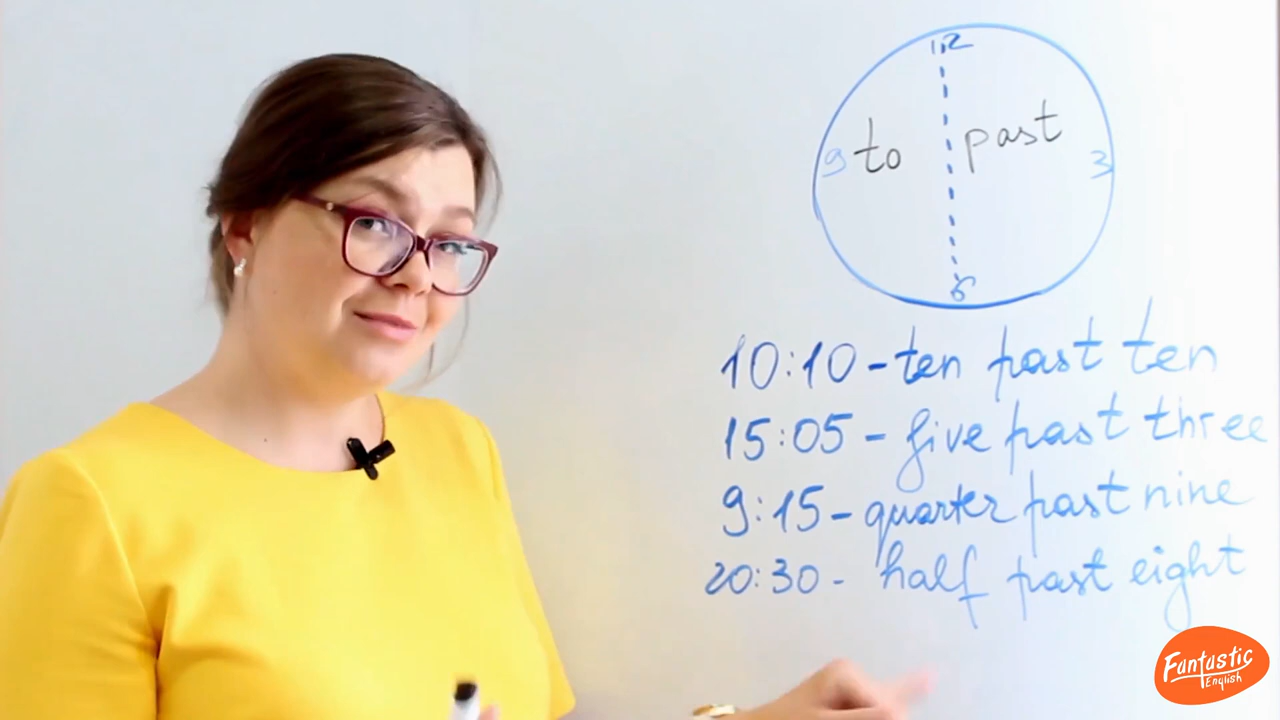 12
9 to past 3
6
10:10 - ten past ten
15:05 - five past three
9:15 - quarter past nine
20:30 - half past eight
Fantastic
English